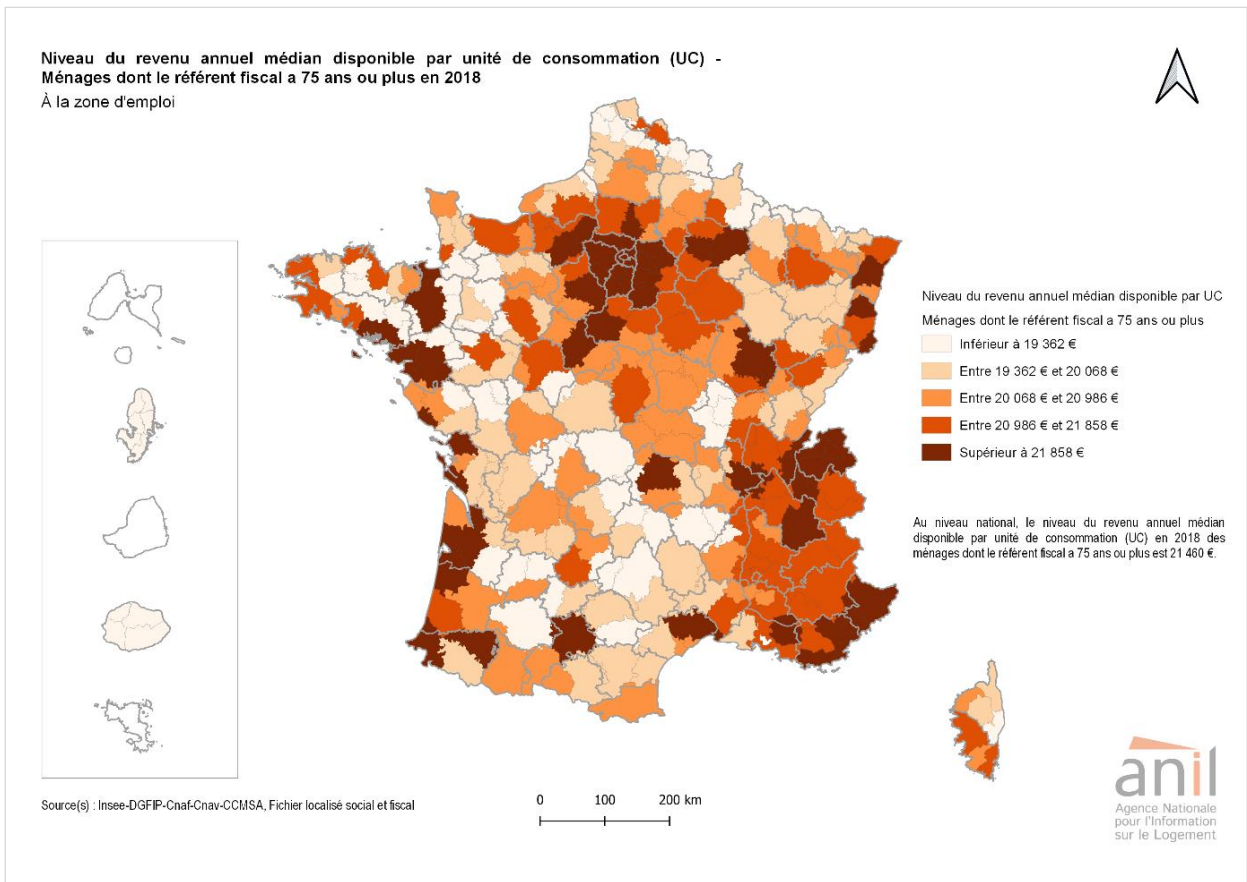 Niveau du revenu annuel médian disponible par unité de consommation (UC) -
Ménages dont le référent fiscal a 75 ans ou plus en 2018
À la zone d'emploi
Niveau du revenu annuel médian disponible par UC
Ménages dont le référent fiscal a 75 ans ou plus
Inférieur à 19 362 €
Entre 19 362 € et 20 068 €
Entre 20 068 € et 20 986 €
Entre 20 986 € et 21 858 €
Supérieur à 21 858 €
Au niveau national, le niveau du revenu annuel médian
disponible par unité de consommation (UC) en 2018 des
ménages dont le référent fiscal a 75 ans ou plus est 21 460 €.
Source(s) : Insee-DGFIP-Cnaf-Cnav-CCMSA, Fichier localisé social et fiscal
0 100 200 km
anil
Agence Nationale
pour l'Information
sur le Logement